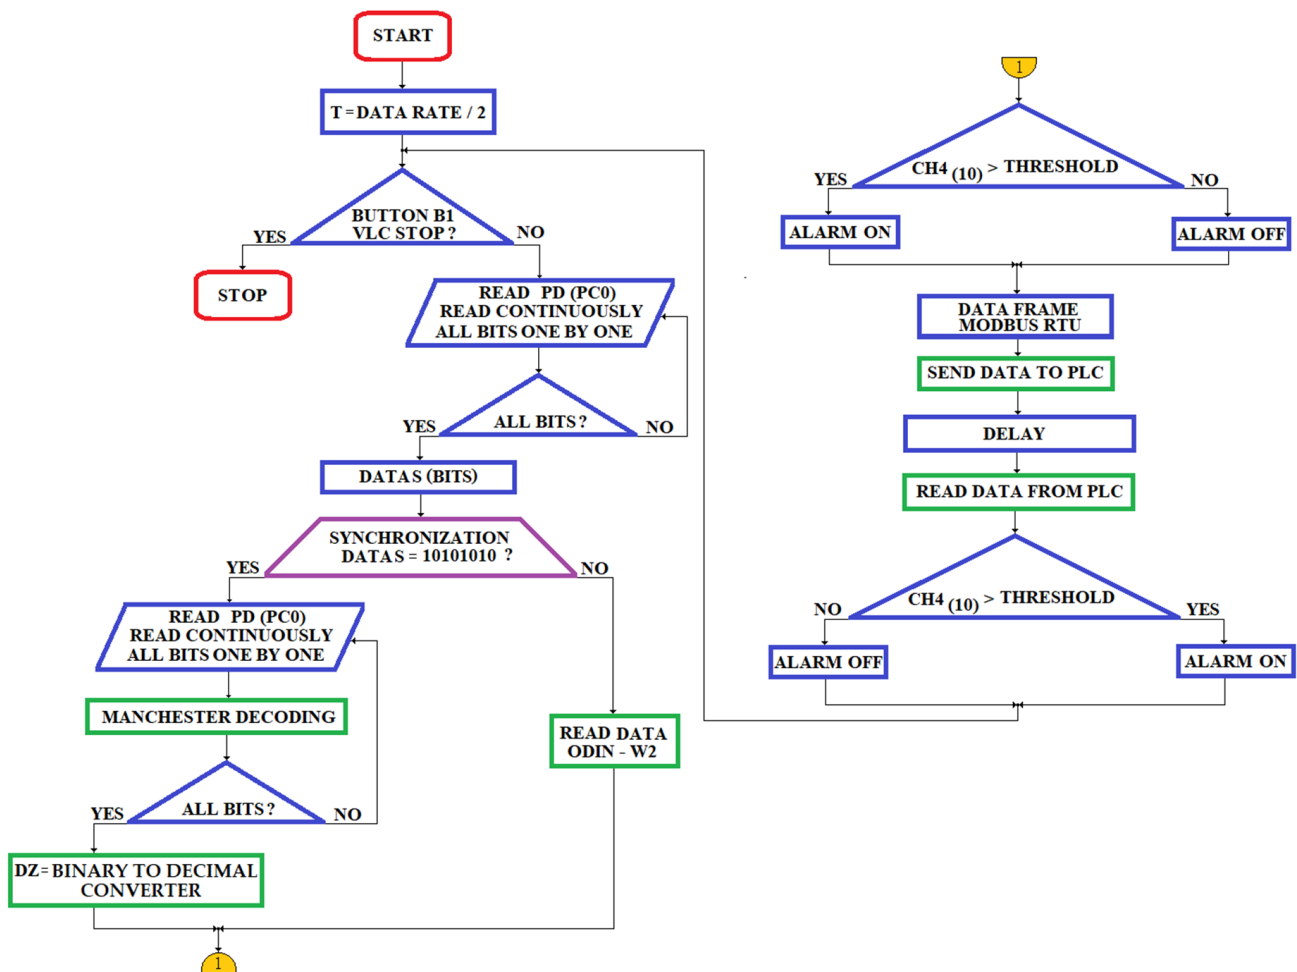 START
T = DATA RATE / 2
BUTTON B1
VLC STOP ?
YES
NO
STOP
READ PD (PC0)
READ CONTINUOUSLY
ALL BITS ONE BY ONE
ALL BITS ?
YES
NO
DATAS (BITS)
SYNCHRONIZATION
DATAS = 10101010 ?
YES
NO
READ PD (PC0)
READ CONTINUOUSLY
ALL BITS ONE BY ONE
MANCHESTER DECODING
ALL BITS ?
YES
NO
DZ= BINARY TO DECIMAL
CONVERTER
READ DATA
ODIN - W2
1
1
CH4 (10) > THRESHOLD
YES
NO
ALARM ON
ALARM OFF
DATA FRAME
MODBUS RTU
SEND DATA TO PLC
DELAY
READ DATA FROM PLC
CH4 (10) > THRESHOLD
NO
YES
ALARM OFF
ALARM ON